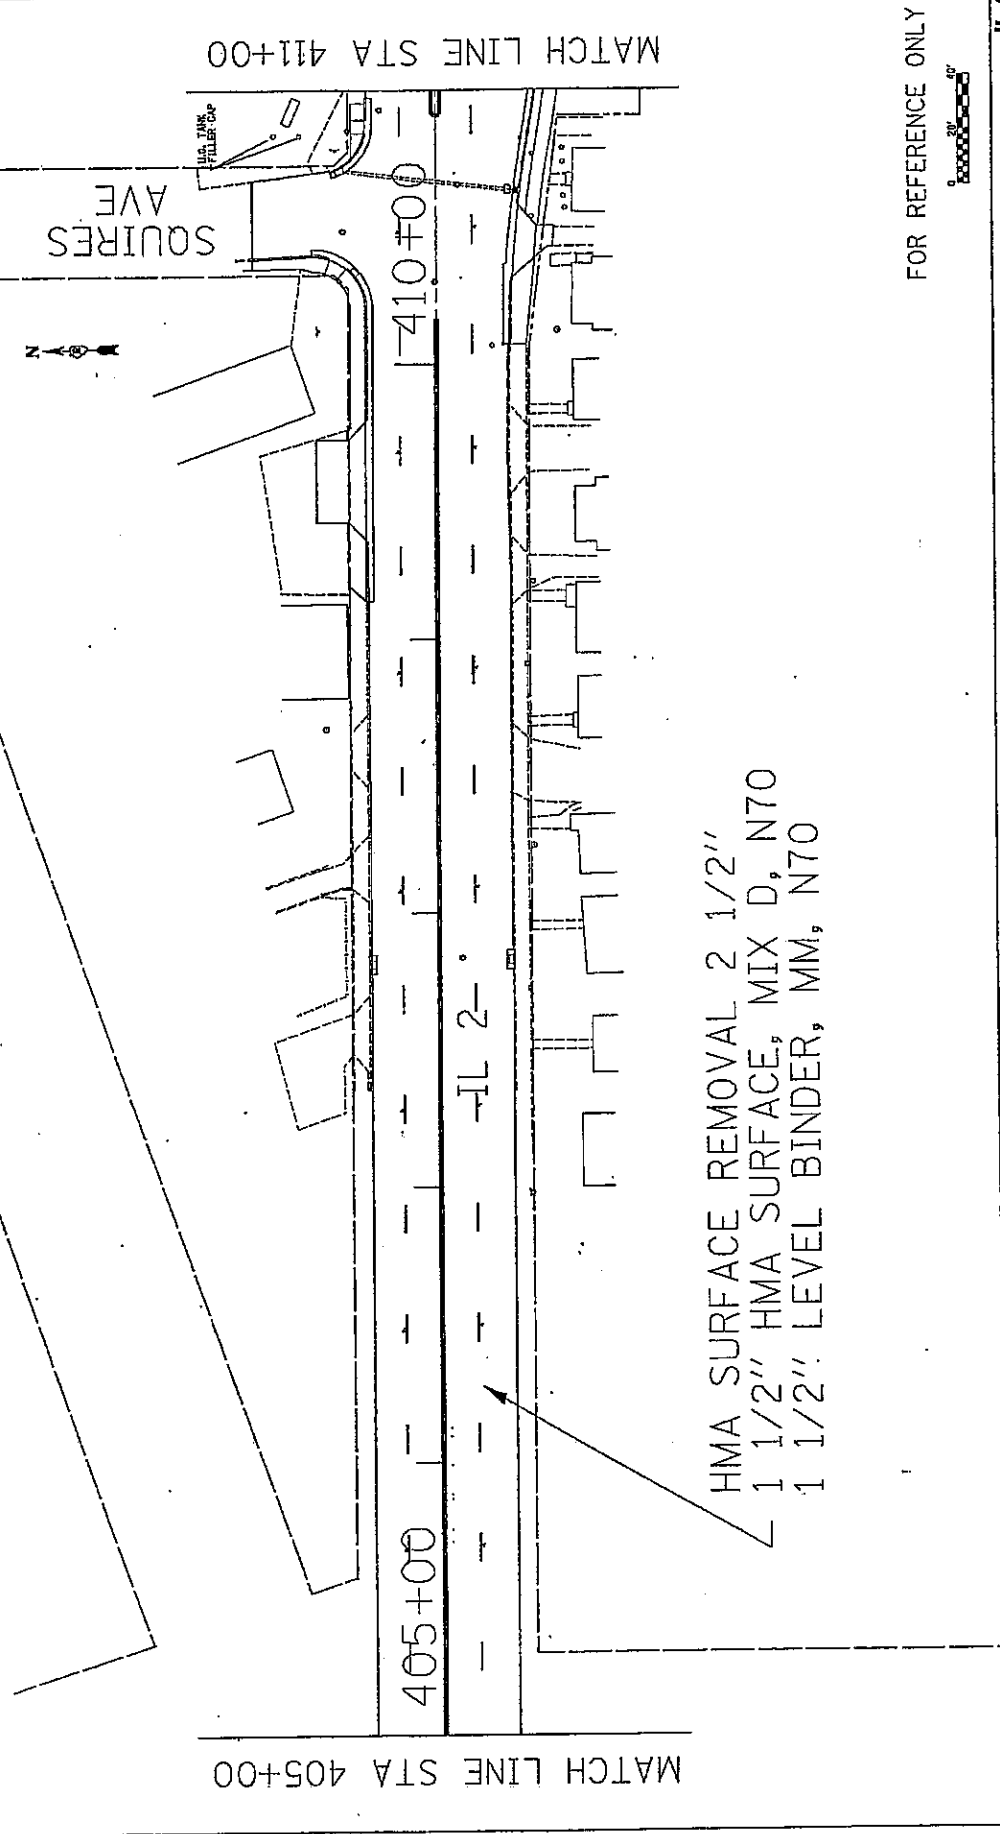 MATCH LINE STA 411+00
U.G. TANK
FILLER CAP
SQUIRES
AVE
N
410+00
IL 2
405+00
MATCH LINE STA 405+00
HMA SURFACE REMOVAL 2 1/2"
1 1/2" HMA SURFACE, MIX D, N70
1 1/2" LEVEL BINDER, MM, N70
FOR REFERENCE ONLY
0 20' 40'